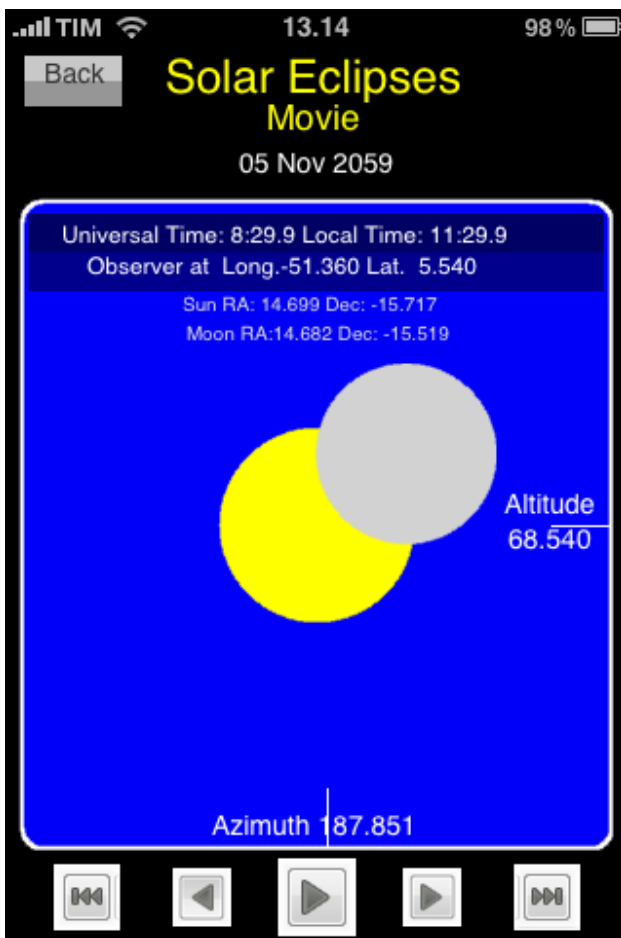 TIM 13.14 98%
Back Solar Eclipses
Movie
05 Nov 2059
Universal Time: 8:29.9 Local Time: 11:29.9
Observer at Long.-51.360 Lat. 5.540
Sun RA: 14.699 Dec: -15.717
Moon RA:14.682 Dec: -15.519
Altitude
68.540
Azimuth 187.851